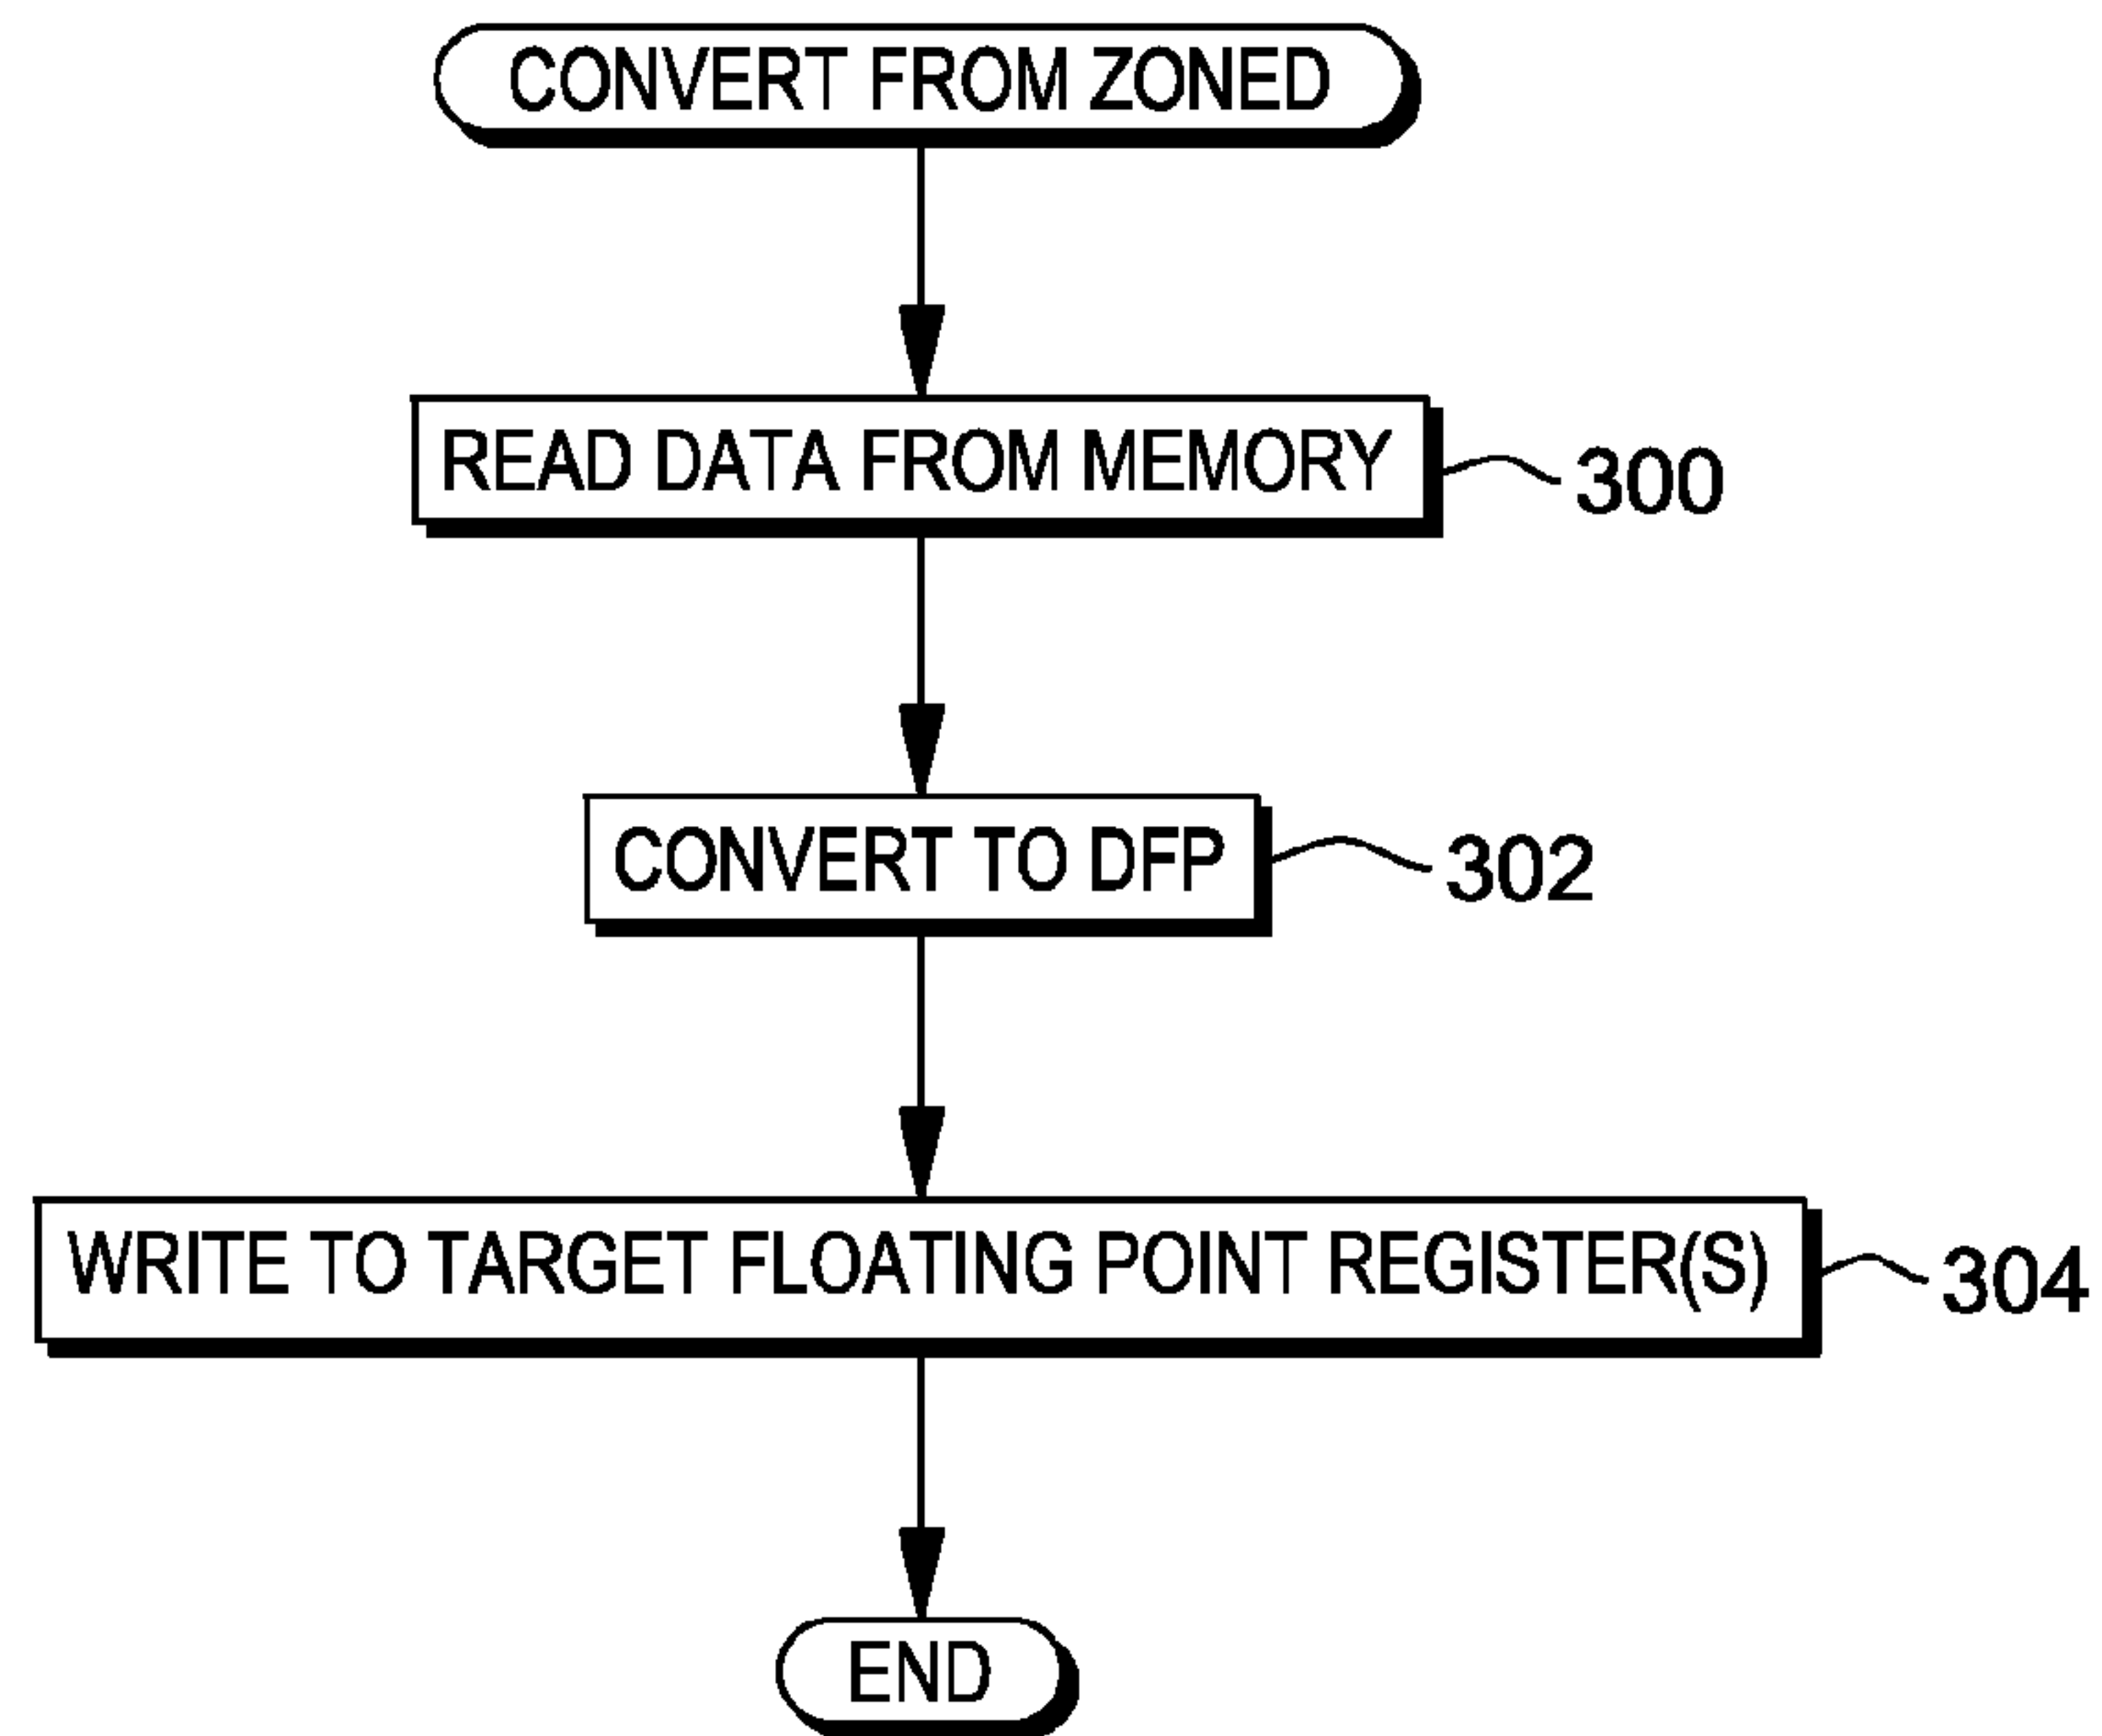 CONVERT FROM ZONED
READ DATA FROM MEMORY
300
CONVERT TO DFP
302
WRITE TO TARGET FLOATING POINT REGISTER(S)
304
END